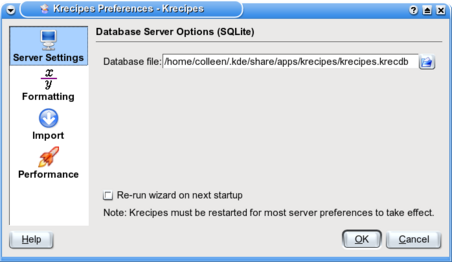 Krecipes Preferences - Krecipes
Server Settings
Database Server Options (SQLite)
Database file: /home/colleen/.kde/share/apps/krecipes/krecipes.krecdb
x
y
Formatting
Import
Performance
Re-run wizard on next startup
Note: Krecipes must be restarted for most server preferences to take effect.
Help
OK
Cancel